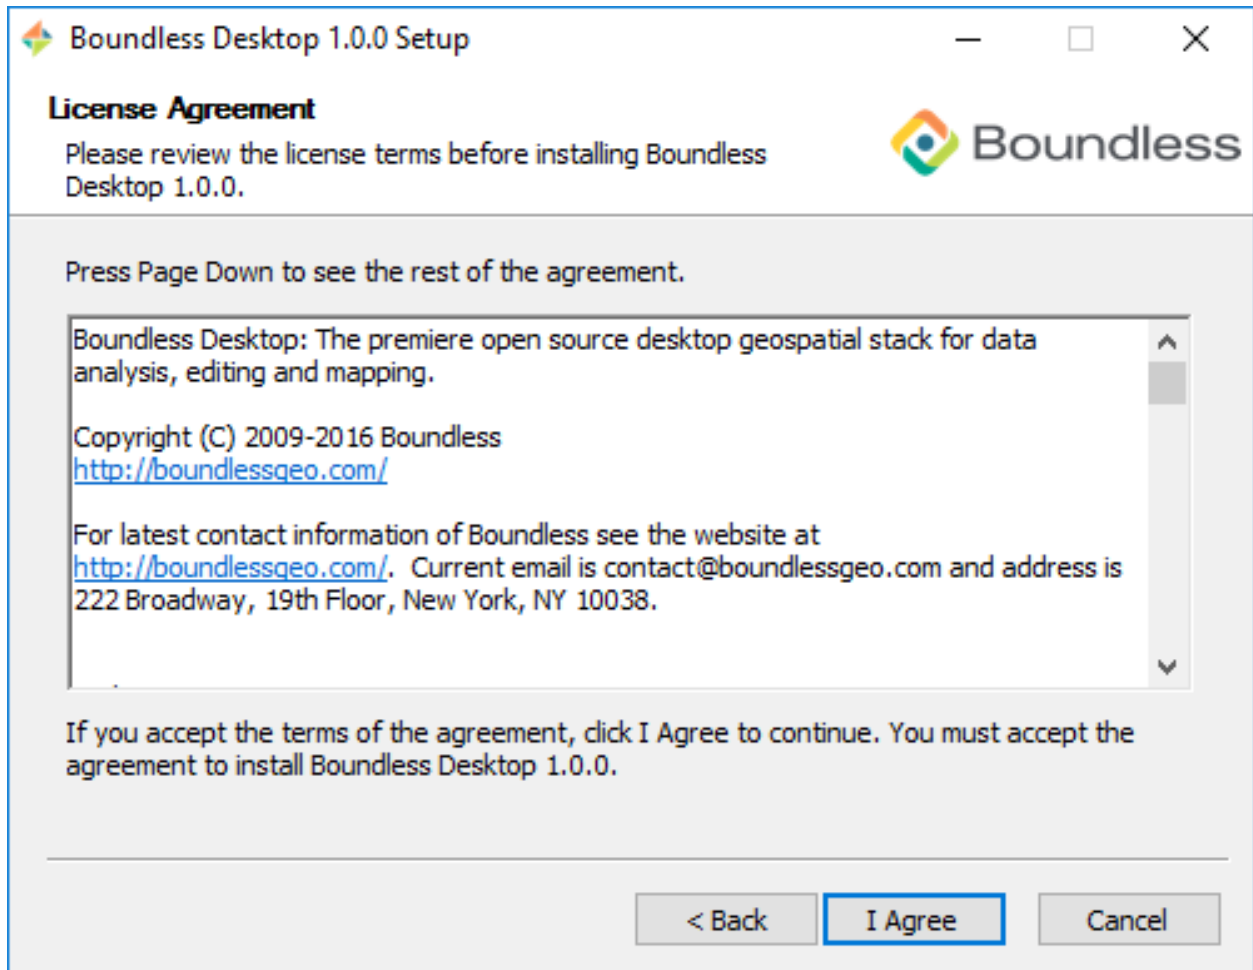 Boundless Desktop 1.0.0 Setup
License Agreement
Please review the license terms before installing Boundless
Desktop 1.0.0.
Boundless
Press Page Down to see the rest of the agreement.
Boundless Desktop: The premiere open source desktop geospatial stack for data
analysis, editing and mapping.
Copyright (C) 2009-2016 Boundless
http://boundlessgeo.com/
For latest contact information of Boundless see the website at
http://boundlessgeo.com/.  Current email is contact@boundlessgeo.com and address is
222 Broadway, 19th Floor, New York, NY 10038.
If you accept the terms of the agreement, click I Agree to continue. You must accept the
agreement to install Boundless Desktop 1.0.0.
< Back
I Agree
Cancel